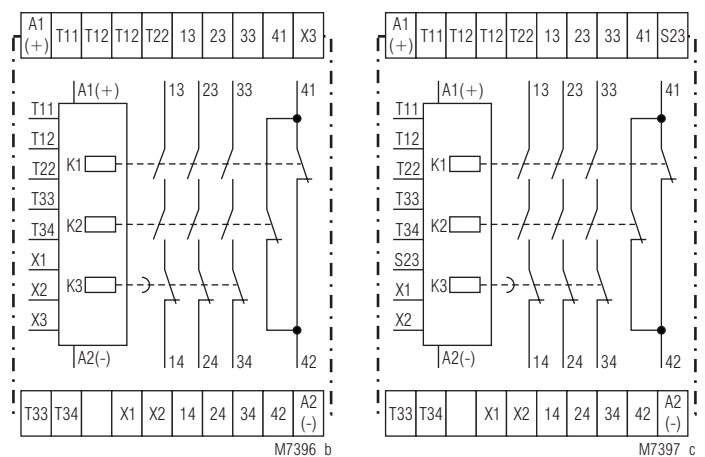 A1 (+) T11 T12 T12 T22 13 23 33 41 X3
A1(+) 13 23 33 41
T11
T12
K1
T22
T33
K2
T34
X1
K3
X2
X3
A2(-) 14 24 34 42
T33 T34 X1 X2 14 24 34 42 A2 (-)
M7396 b
A1 (+) T11 T12 T12 T22 13 23 33 41 S23
A1(+) 13 23 33 41
T11
T12
K1
T22
T33
K2
T34
S23
K3
X1
X2
A2(-) 14 24 34 42
T33 T34 X1 X2 14 24 34 42 A2 (-)
M7397 c